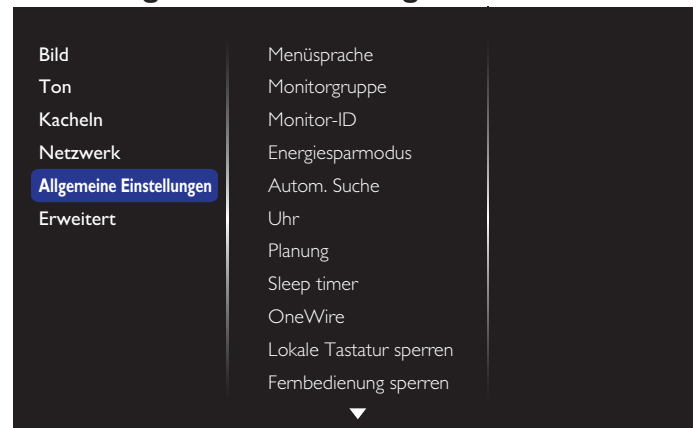 Bild
Ton
Kacheln
Netzwerk
Allgemeine Einstellungen
Erweitert
Menüsprache
Monitorgruppe
Monitor-ID
Energiesparmodus
Autom. Suche
Uhr
Planung
Sleep timer
OneWire
Lokale Tastatur sperren
Fernbedienung sperren